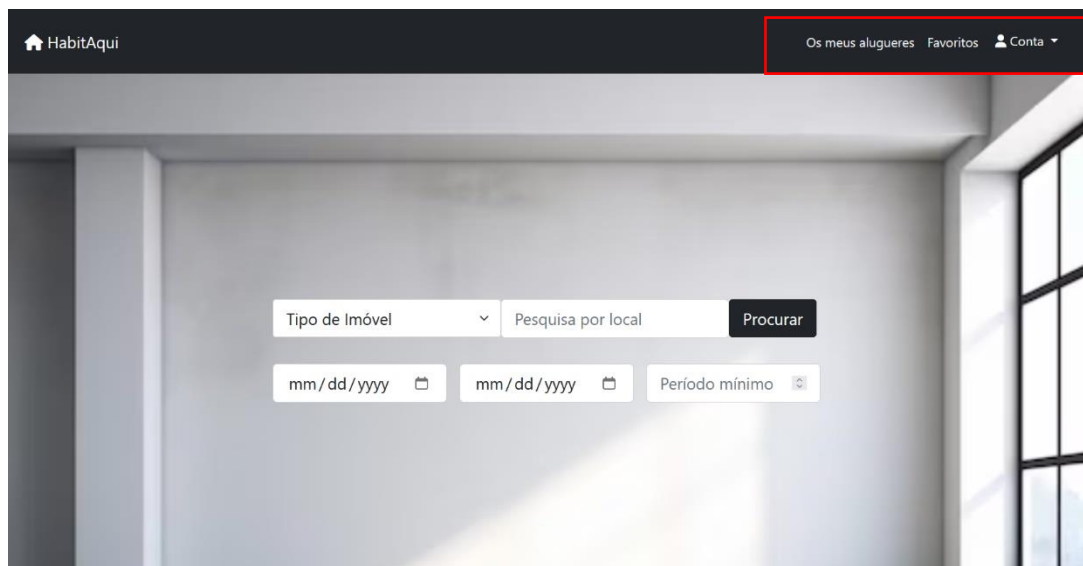 HabitAqui
Os meus alugueres Favoritos Conta
Tipo de Imóvel Pesquisa por local Procurar
mm/dd/yyyy mm/dd/yyyy Período mínimo